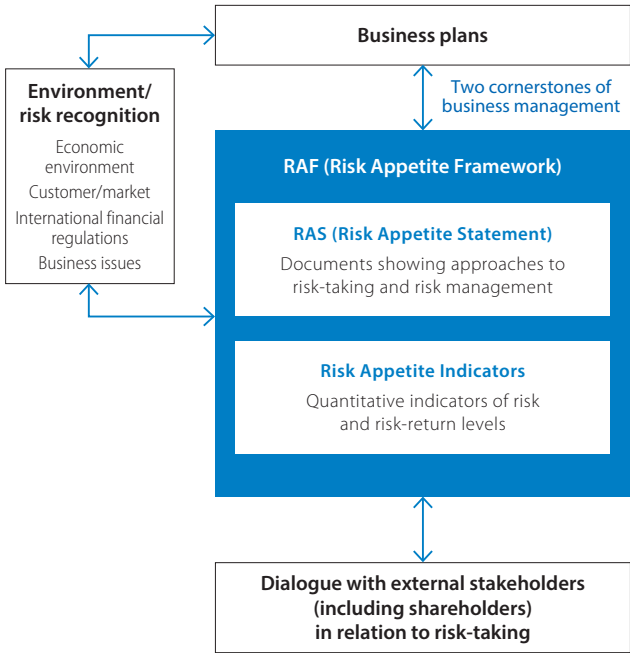 Business plans
Two cornerstones of
business management
Environment/
risk recognition
Economic
environment
Customer/market
International financial
regulations
Business issues
RAF (Risk Appetite Framework)
RAS (Risk Appetite Statement)
Documents showing approaches to
risk-taking and risk management
Risk Appetite Indicators
Quantitative indicators of risk
and risk-return levels
Dialogue with external stakeholders
(including shareholders)
in relation to risk-taking